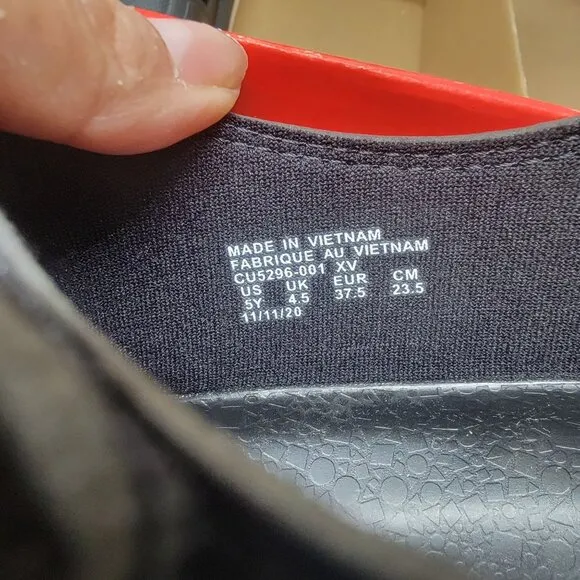 MADE IN VIETNAM
FABRIQUE AU VIETNAM
CU5296-001 XV
US UK EUR CM
5Y 4.5 37.5 23.5
11/11/20